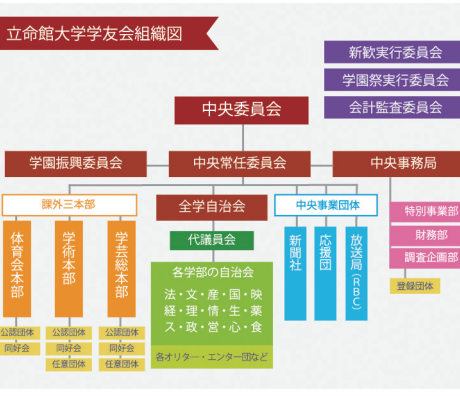 立命館大学学友会組織図
新歓実行委員会
学園祭実行委員会
会計監査委員会
中央委員会
学園振興委員会
中央常任委員会
中央事務局
課外三本部
全学自治会
中央事業団体
特別事業部
財務部
調査企画部
登録団体
体育会本部
学術本部
学芸総本部
代議員会
新聞社
応援団
放送局(RBC)
各学部の自治会
法・文・産・国・映
経・理・情・生・薬
ス・政・営・心・食
各オリター・エンター団など
公認団体
同好会
公認団体
同好会
任意団体
公認団体
同好会
任意団体